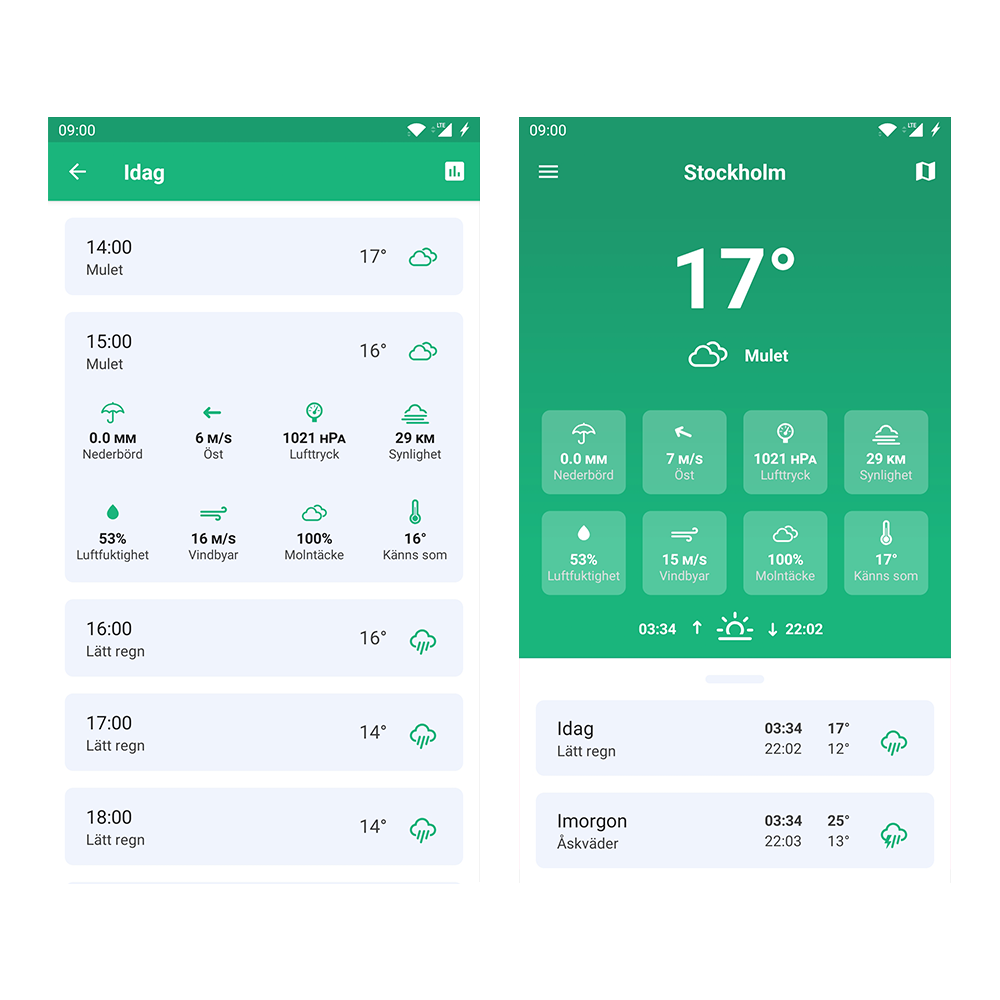 09:00
LTE
Idag
14:00
Mulet
17°
15:00
Mulet
16°
0.0 MM
6 M/S
1021 HPA
29 KM
Nederbörd
Öst
Lufttryck
Synlighet
53%
16 M/S
100%
16°
Luftfuktighet
Vindbyar
Molntäcke
Känns som
16:00
Lätt regn
16°
17:00
Lätt regn
14°
18:00
Lätt regn
14°
09:00
LTE
Stockholm
17°
Mulet
0.0 MM
7 M/S
1021 HPA
29 KM
Nederbörd
Öst
Lufttryck
Synlighet
53%
15 M/S
100%
17°
Luftfuktighet
Vindbyar
Molntäcke
Känns som
03:34 ↑ ↓ 22:02
Idag 03:34 17°
Lätt regn 22:02 12°
Imorgon 03:34 25°
Åskväder 22:03 13°